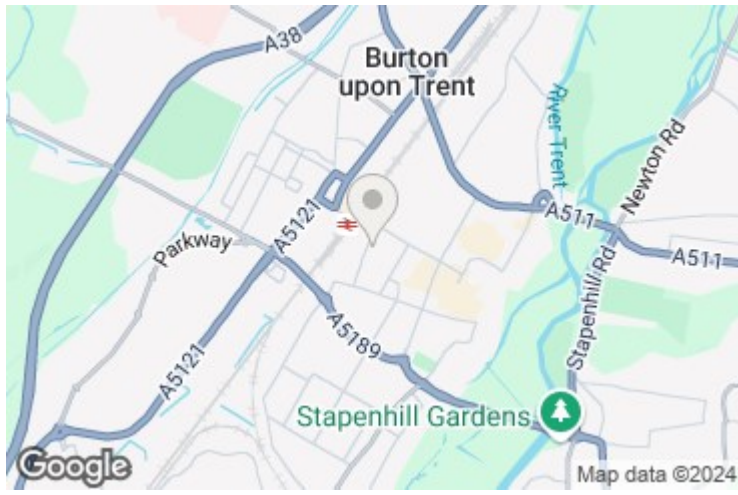 A38
Burton
upon Trent
River Trent
Newton Rd
A5121
A511
A511
Parkway
Stapenhill Rd
A5189
A5121
Stapenhill Gardens
Google
Map data ©2024